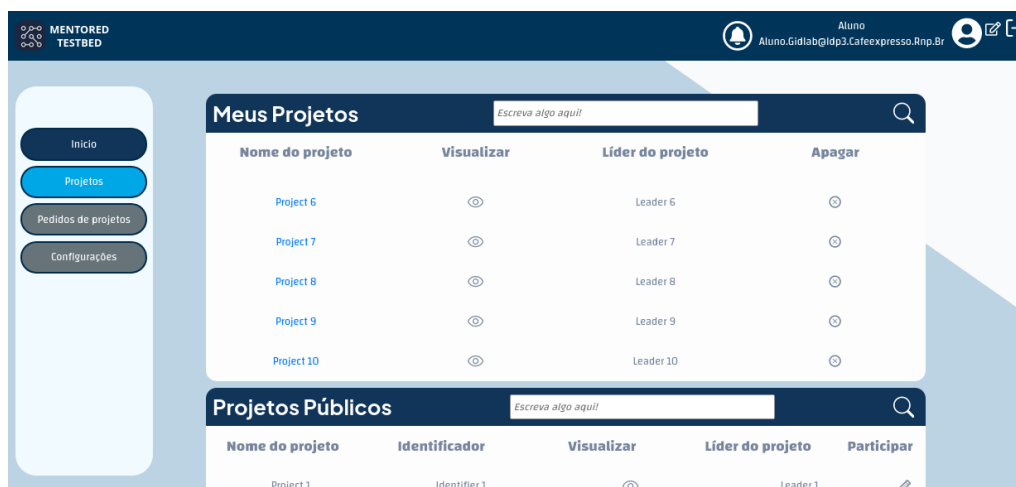 MENTORED
TESTBED
Aluno
Aluno.Gidlab@Idp3.Cafeexpresso.Rnp.Br
Início
Projetos
Pedidos de projetos
Configurações
Meus Projetos
Escreva algo aqui!
Nome do projeto Visualizar Líder do projeto Apagar
Project 6 Leader 6
Project 7 Leader 7
Project 8 Leader 8
Project 9 Leader 9
Project 10 Leader 10
Projetos Públicos
Escreva algo aqui!
Nome do projeto Identificador Visualizar Líder do projeto Participar
Project 1 Identifier 1 Leader 1